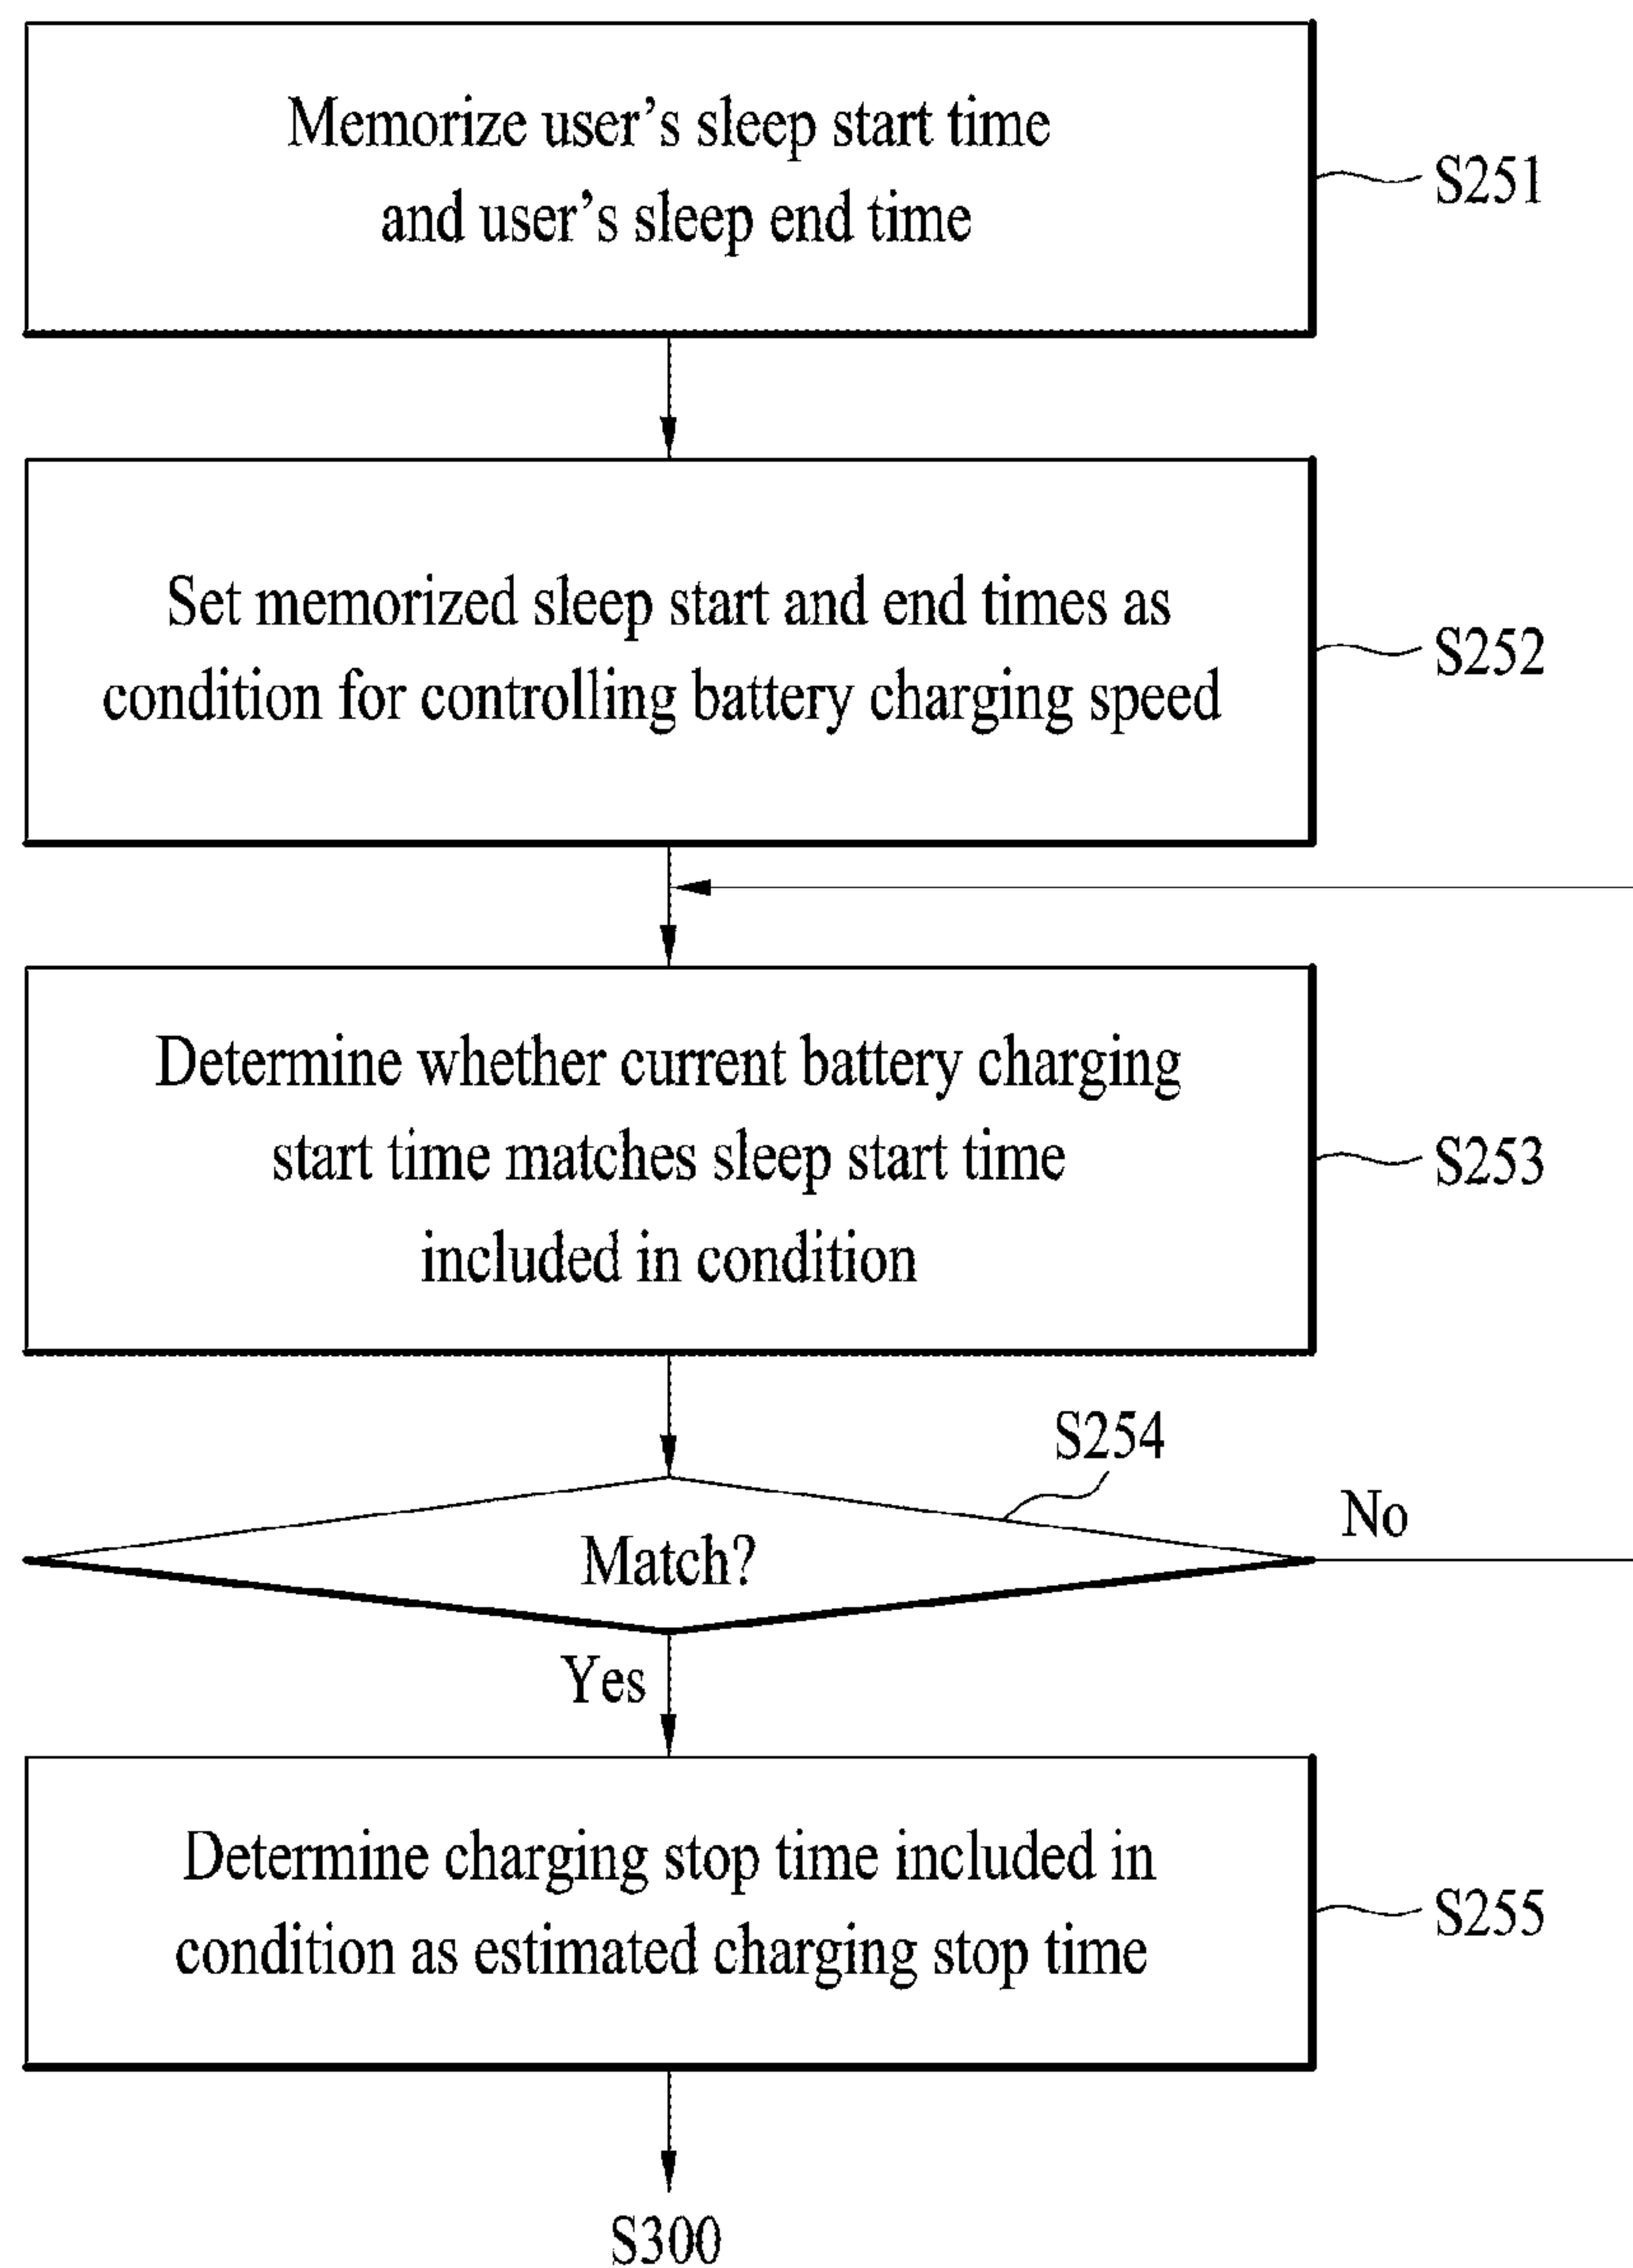 Memorize user’s sleep start time
and user’s sleep end time
S251
Set memorized sleep start and end times as
condition for controlling battery charging speed
S252
Determine whether current battery charging
start time matches sleep start time
included in condition
S253
S254
Match?
No
Yes
Determine charging stop time included in
condition as estimated charging stop time
S255
S300